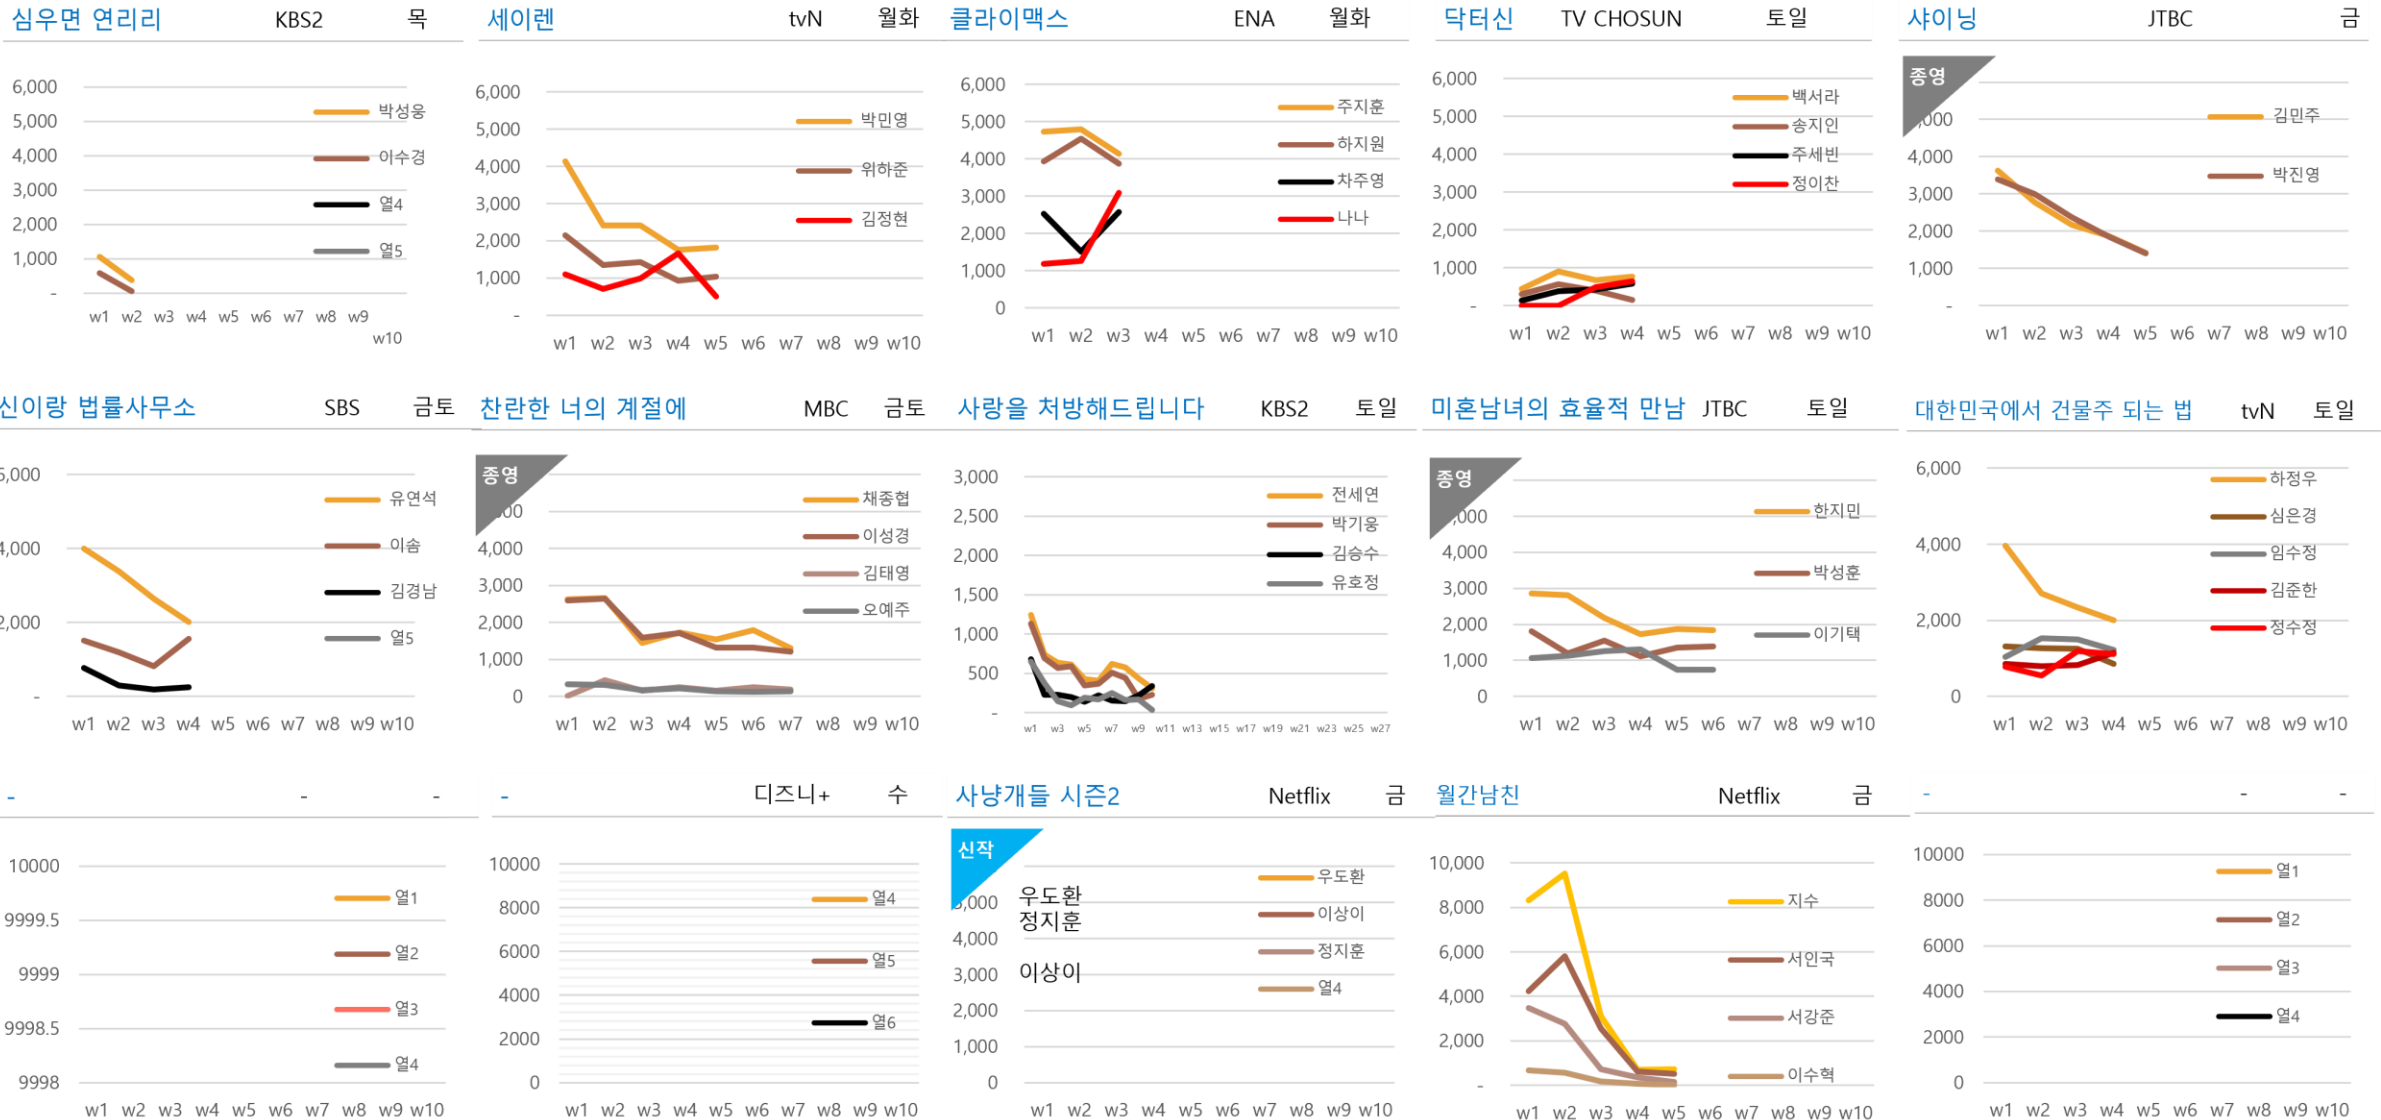 심우면 연리리 KBS2 목
6,000
5,000
4,000
3,000
2,000
1,000
-
박성웅
이수경
열4
열5
w1 w2 w3 w4 w5 w6 w7 w8 w9 w10
세이렌 tvN 월화
6,000
5,000
4,000
3,000
2,000
1,000
-
박민영
위하준
김정현
w1 w2 w3 w4 w5 w6 w7 w8 w9 w10
클라이맥스 ENA 월화
6,000
5,000
4,000
3,000
2,000
1,000
0
주지훈
하지원
차주영
나나
w1 w2 w3 w4 w5 w6 w7 w8 w9 w10
닥터신 TV CHOSUN 토일
6,000
5,000
4,000
3,000
2,000
1,000
-
백서라
송지인
주세빈
정이찬
w1 w2 w3 w4 w5 w6 w7 w8 w9 w10
샤이닝 JTBC 금
종영
,000
4,000
3,000
2,000
1,000
-
김민주
박진영
w1 w2 w3 w4 w5 w6 w7 w8 w9 w10
신이랑 법률사무소 SBS 금토
6,000
4,000
2,000
-
유연석
이솜
김경남
열5
w1 w2 w3 w4 w5 w6 w7 w8 w9 w10
찬란한 너의 계절에 MBC 금토
종영
000
4,000
3,000
2,000
1,000
0
채종협
이성경
김태영
오예주
w1 w2 w3 w4 w5 w6 w7 w8 w9 w10
사랑을 처방해드립니다 KBS2 토일
3,000
2,500
2,000
1,500
1,000
500
-
전세연
박기웅
김승수
유호정
w1 w3 w5 w7 w9 w11 w13 w15 w17 w19 w21 w23 w25 w27
미혼남녀의 효율적 만남 JTBC 토일
종영
,000
4,000
3,000
2,000
1,000
0
한지민
박성훈
이기택
w1 w2 w3 w4 w5 w6 w7 w8 w9 w10
대한민국에서 건물주 되는 법 tvN 토일
6,000
4,000
2,000
0
하정우
심은경
임수정
김준한
정수정
w1 w2 w3 w4 w5 w6 w7 w8 w9 w10
- - -
10000
9999.5
9999
9998.5
9998
열1
열2
열3
열4
w1 w2 w3 w4 w5 w6 w7 w8 w9 w10
- 디즈니+ 수
10000
8000
6000
4000
2000
0
열4
열5
열6
w1 w2 w3 w4 w5 w6 w7 w8 w9 w10
사냥개들 시즌2 Netflix 금
신작
5,000
4,000
3,000
2,000
1,000
0
우도환
정지훈
이상이
우도환
이상이
정지훈
열4
w1 w2 w3 w4 w5 w6 w7 w8 w9 w10
월간남친 Netflix 금
10,000
8,000
6,000
4,000
2,000
-
지수
서인국
서강준
이수혁
w1 w2 w3 w4 w5 w6 w7 w8 w9 w10
- - -
10000
8000
6000
4000
2000
0
열1
열2
열3
열4
w1 w2 w3 w4 w5 w6 w7 w8 w9 w10